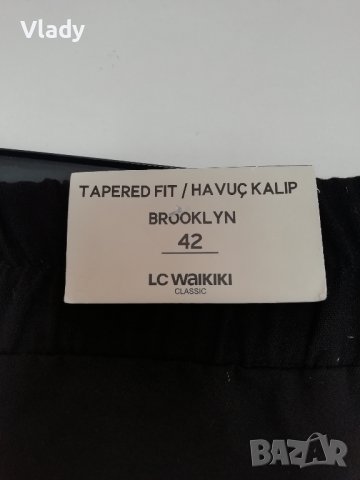 Vlady
TAPERED FIT / HAVUÇ KALIP
BROOKLYN
42
LC WAIKIKI
CLASSIC
BAZAR